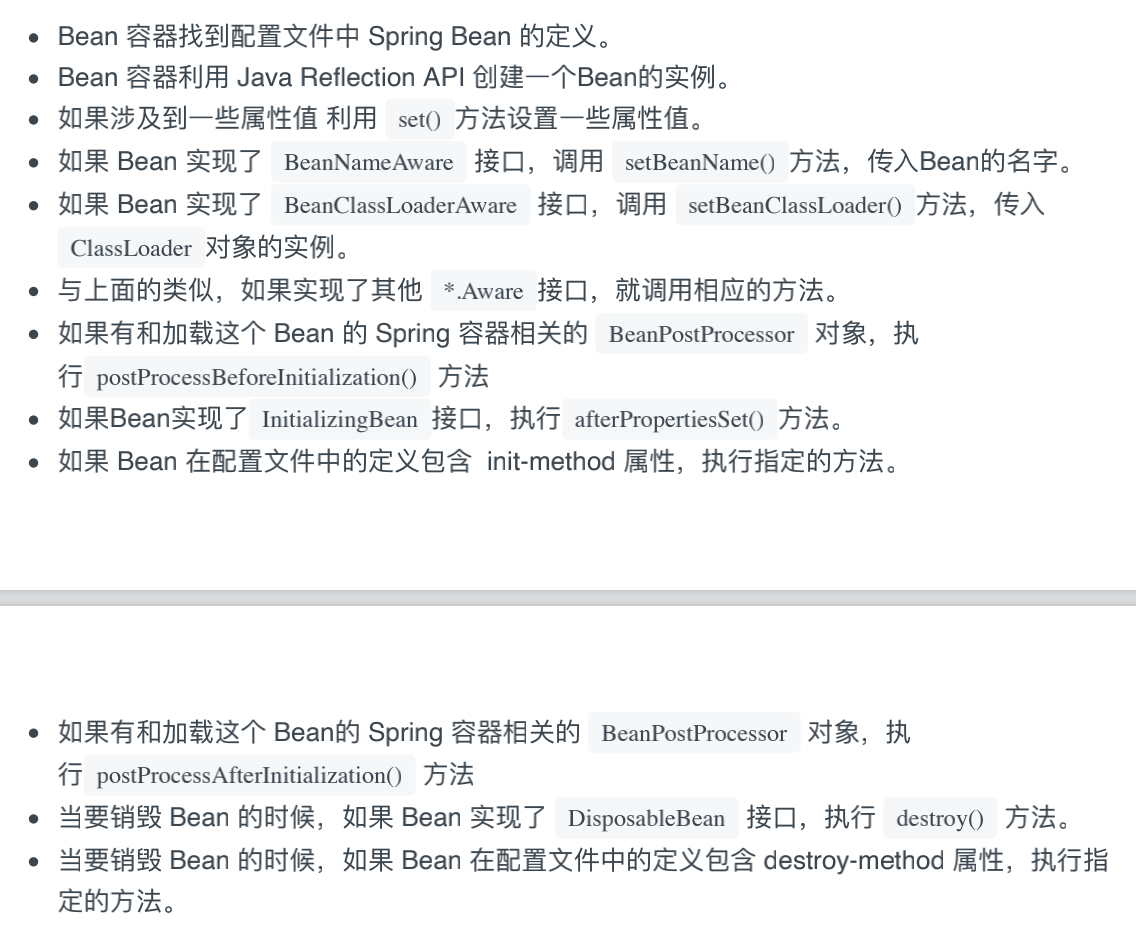 Bean 容器找到配置文件中 Spring Bean 的定义。
Bean 容器利用 Java Reflection API 创建一个Bean的实例。
如果涉及到一些属性值 利用 set() 方法设置一些属性值。
如果 Bean 实现了 BeanNameAware 接口，调用 setBeanName() 方法，传入Bean的名字。
如果 Bean 实现了 BeanClassLoaderAware 接口，调用 setBeanClassLoader() 方法，传入
ClassLoader 对象的实例。
与上面的类似，如果实现了其他 *.Aware 接口，就调用相应的方法。
如果有和加载这个 Bean 的 Spring 容器相关的 BeanPostProcessor 对象，执
行 postProcessBeforeInitialization() 方法
如果Bean实现了 InitializingBean 接口，执行 afterPropertiesSet() 方法。
如果 Bean 在配置文件中的定义包含 init-method 属性，执行指定的方法。
如果有和加载这个 Bean的 Spring 容器相关的 BeanPostProcessor 对象，执
行 postProcessAfterInitialization() 方法
当要销毁 Bean 的时候，如果 Bean 实现了 DisposableBean 接口，执行 destroy() 方法。
当要销毁 Bean 的时候，如果 Bean 在配置文件中的定义包含 destroy-method 属性，执行指
定的方法。